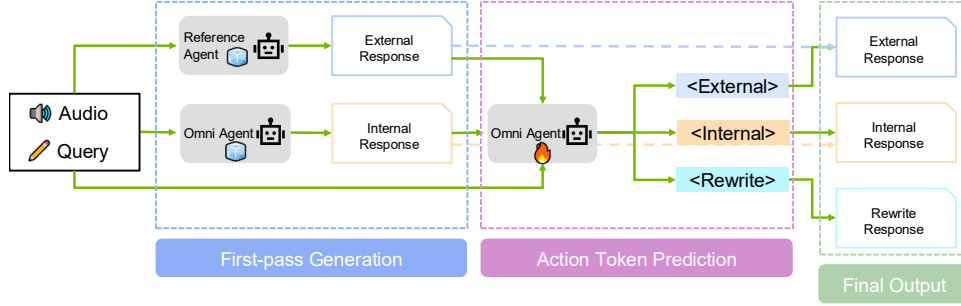 Audio
Query
Reference
Agent
External
Response
Omni Agent
Internal
Response
Omni Agent
<External>
<Internal>
<Rewrite>
External
Response
Internal
Response
Rewrite
Response
First-pass Generation
Action Token Prediction
Final Output